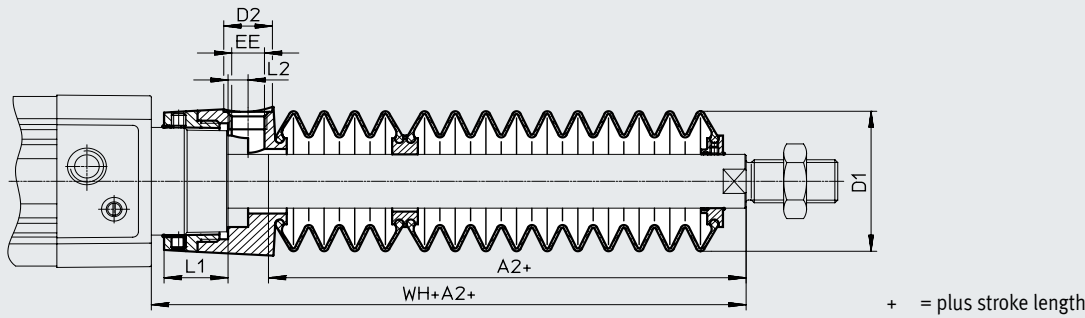 D2
EE
L2
D1
L1
A2+
WH+A2+
+ = plus stroke length